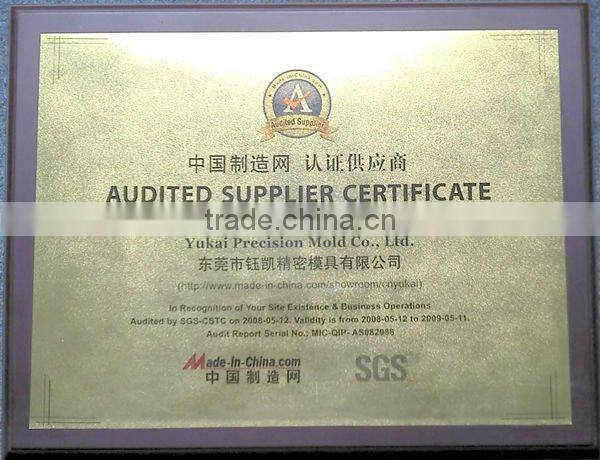 Made-in-China.com
A
Audited Supplier
中国制造网 认证供应商
AUDITED SUPPLIER CERTIFICATE
trade.china.cn
Yukai Precision Mold Co., Ltd.
东莞市钰凯精密模具有限公司
(http://www.made-in-china.com/showroom/cnyukai)
In Recognition of Your Site Existence & Business Operations
Audited by SGS-CSTC on 2008-05-12. Validity is from 2008-05-12 to 2009-05-11.
Audit Report Serial No.: MIC-QIP- AS082088
Made-in-China.com
中国制造网
SGS